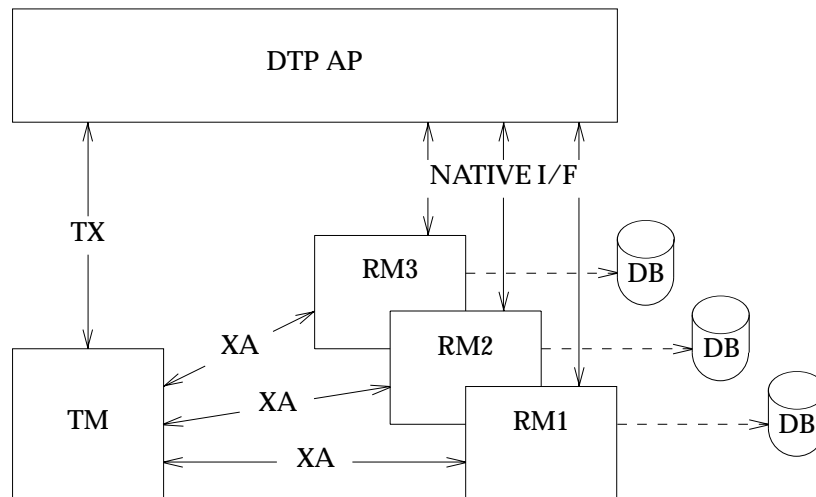 DTP AP
NATIVE I/F
TX
RM3
DB
XA
RM2
DB
TM
XA
RM1
DB
XA